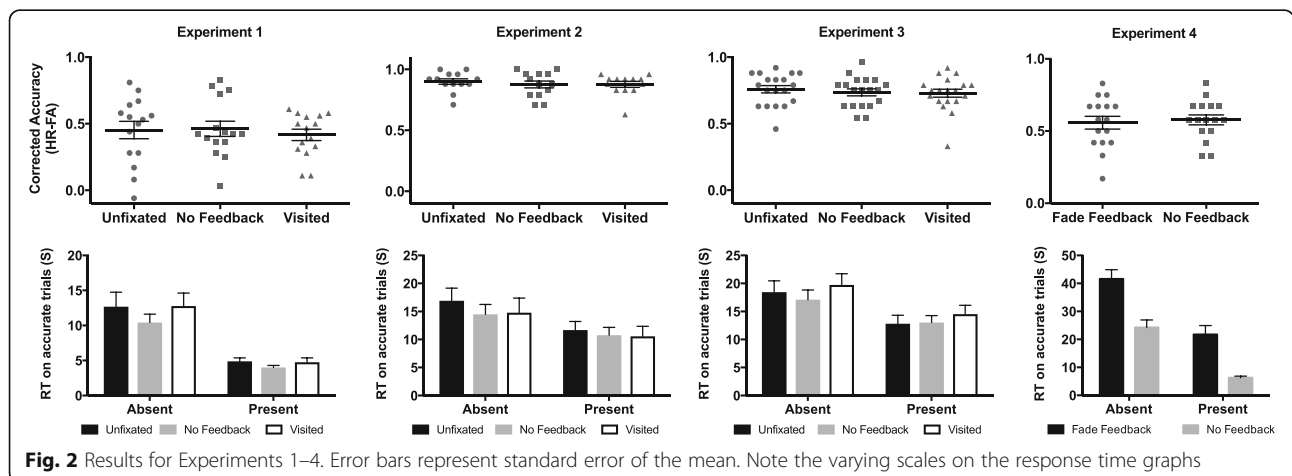 Experiment 1
Experiment 2
Experiment 3
Experiment 4
Corrected Accuracy
(HR-FA)
1.0
0.5
0.0
Unfixated No Feedback Visited
1.0
0.5
0.0
Unfixated No Feedback Visited
1.0
0.5
0.0
Unfixated No Feedback Visited
1.0
0.5
0.0
Fade Feedback No Feedback
RT on accurate trials (S)
20
15
10
5
0
Absent Present
Unfixated No Feedback Visited
RT on accurate trials (S)
25
20
15
10
5
0
Absent Present
Unfixated No Feedback Visited
RT on accurate trials (S)
25
20
15
10
5
0
Absent Present
Unfixated No Feedback Visited
RT on accurate trials (S)
50
40
30
20
10
0
Absent Present
Fade Feedback No Feedback
Fig. 2 Results for Experiments 1–4. Error bars represent standard error of the mean. Note the varying scales on the response time graphs